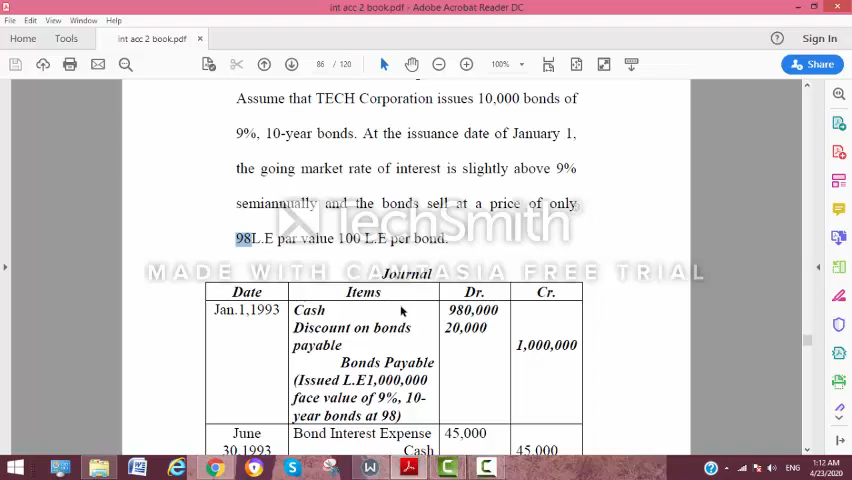 int acc 2 book.pdf - Adobe Acrobat Reader DC
File Edit View Window Help
Home Tools int acc 2 book.pdf × Sign In
86 / 120 100% Share
Assume that TECH Corporation issues 10,000 bonds of
9%, 10-year bonds. At the issuance date of January 1,
the going market rate of interest is slightly above 9%
semiannually and the bonds sell at a price of only
98L.E par value 100 L.E per bond.
TechSmith
MADE WITH CAMTASIA FREE TRIAL
Journal
Date Items Dr. Cr.
Jan.1,1993 Cash 980,000
Discount on bonds 20,000
payable 1,000,000
Bonds Payable
(Issued L.E1,000,000
face value of 9%, 10-
year bonds at 98)
June Bond Interest Expense 45,000
30,1993 Cash 45,000
ENG 1:12 AM
4/23/2020